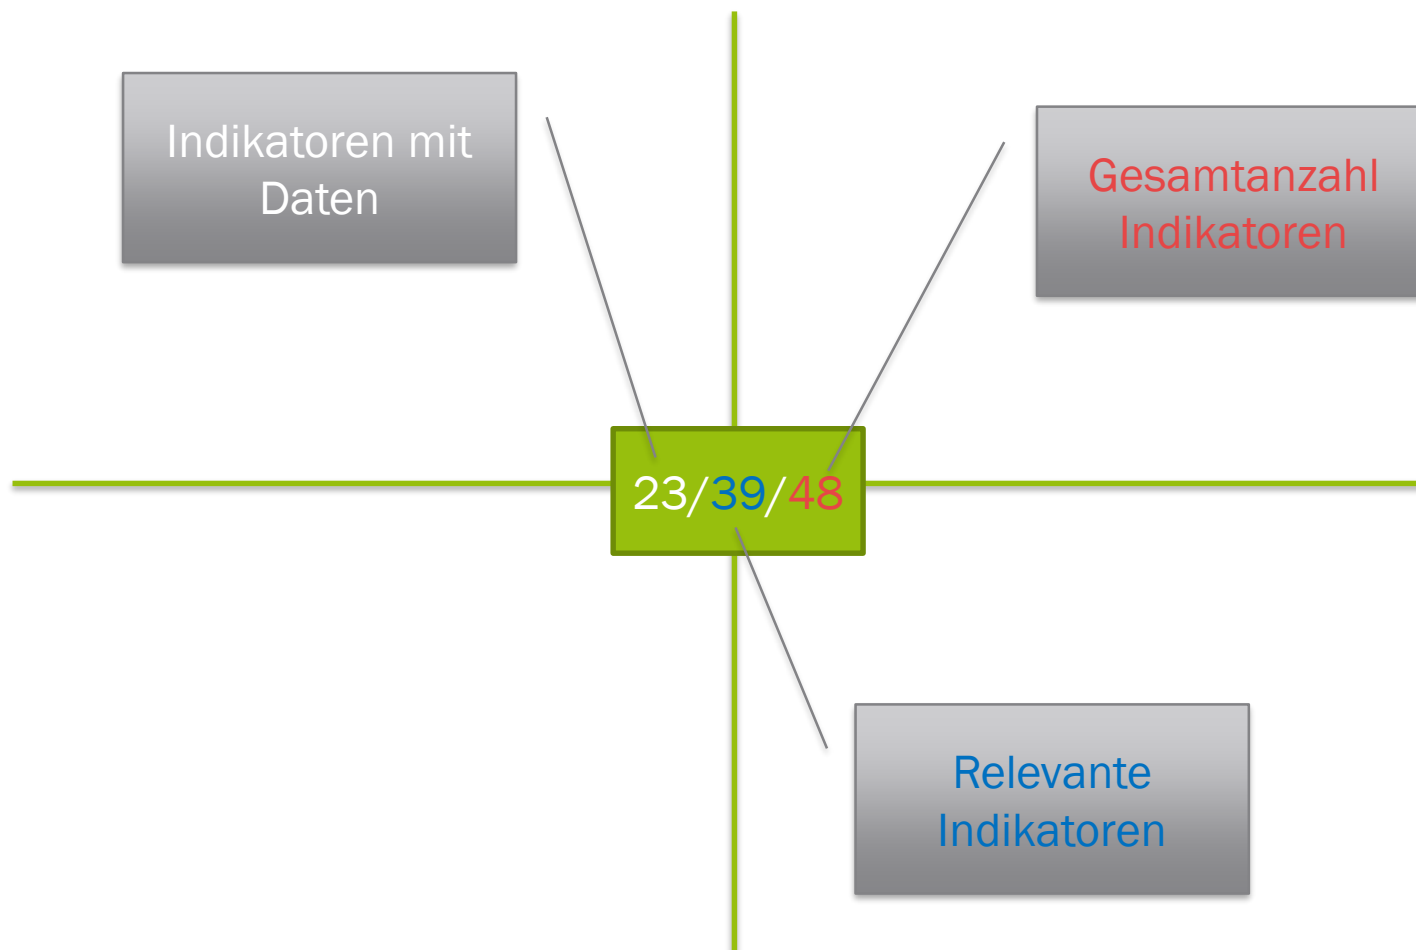 Indikatoren mit
Daten
Gesamtanzahl
Indikatoren
23/39/48
Relevante
Indikatoren